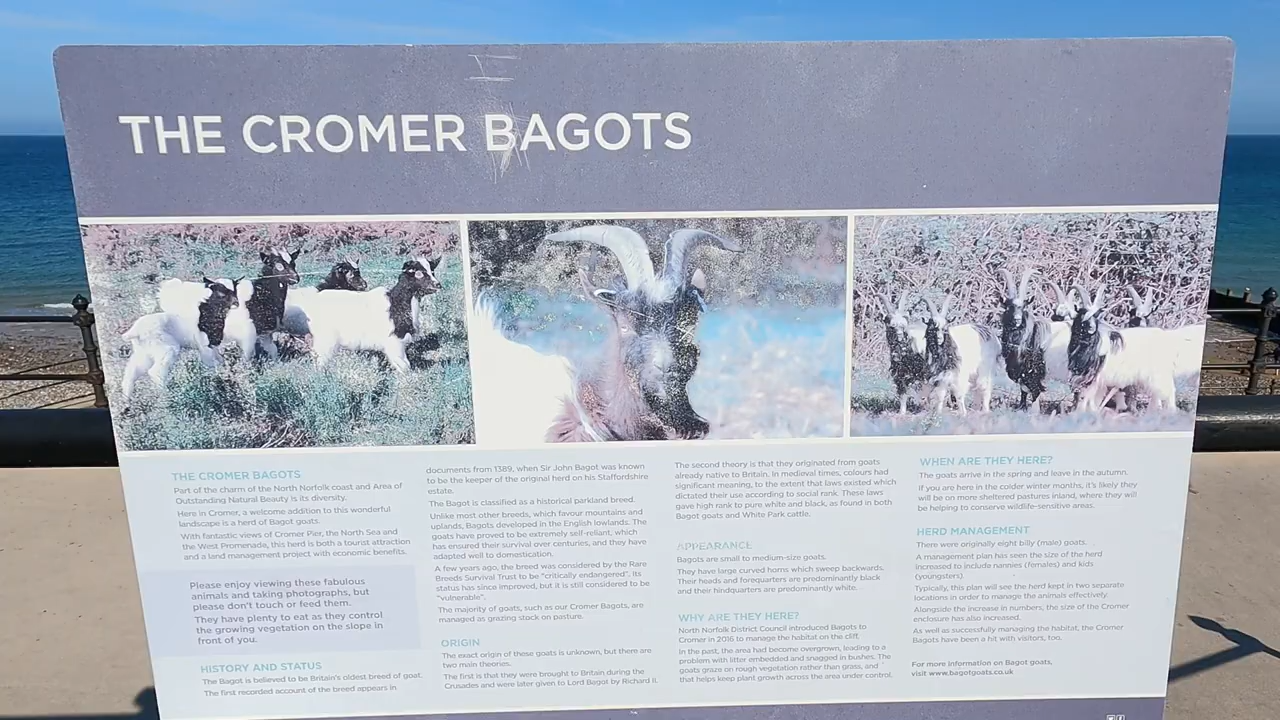 THE CROMER BAGOTS
THE CROMER BAGOTS
Part of the charm of the North Norfolk coast and Area of
Outstanding Natural Beauty is its diversity.
Here in Cromer, a welcome addition to this wonderful
landscape is a herd of Bagot goats.
With fantastic views of Cromer Pier, the North Sea and
the West Promenade, this herd is both a tourist attraction
and a land management project with economic benefits.
Please enjoy viewing these fabulous
animals and taking photographs, but
please don't touch or feed them.
They have plenty to eat as they control
the growing vegetation on the slope in
front of you.
HISTORY AND STATUS
The Bagot is believed to be Britain's oldest breed of goat.
The first recorded account of the breed appears in
documents from 1389, when Sir John Bagot was known
to be the keeper of the original herd on his Staffordshire
estate.
The Bagot is classified as a historical parkland breed.
Unlike most other breeds, which favour mountains and
uplands, Bagots developed in the English lowlands. The
goats have proved to be extremely self-reliant, which
has ensured their survival over centuries, and they have
adapted well to domestication.
A few years ago, the breed was considered by the Rare
Breeds Survival Trust to be "critically endangered". Its
status has since improved, but it is still considered to be
"vulnerable".
The majority of goats, such as our Cromer Bagots, are
managed as grazing stock on pasture.
ORIGIN
The exact origin of these goats is unknown, but there are
two main theories.
The first is that they were brought to Britain during the
Crusades and were later given to Lord Bagot by Richard II.
The second theory is that they originated from goats
already native to Britain. In medieval times, colours had
significant meaning, to the extent that laws existed which
dictated their use according to social rank. These laws
gave high rank to pure white and black, as found in both
Bagot goats and White Park cattle.
APPEARANCE
Bagots are small to medium-size goats.
They have large curved horns which sweep backwards.
Their heads and forequarters are predominantly black
and their hindquarters are predominantly white.
WHY ARE THEY HERE?
North Norfolk District Council introduced Bagots to
Cromer in 2016 to manage the habitat on the cliff.
In the past, the area had become overgrown, leading to a
problem with litter embedded and snagged in bushes. The
goats graze on rough vegetation rather than grass, and
that helps keep plant growth across the area under control.
WHEN ARE THEY HERE?
The goats arrive in the spring and leave in the autumn.
If you are here in the colder winter months, it's likely they
will be on more sheltered pastures inland, where they will
be helping to conserve wildlife-sensitive areas.
HERD MANAGEMENT
There were originally eight billy (male) goats.
A management plan has seen the size of the herd
increased to include nannies (females) and kids
(youngsters).
Typically, this plan will see the herd kept in two separate
locations in order to manage the animals effectively.
Alongside the increase in numbers, the size of the Cromer
enclosure has also increased.
As well as successfully managing the habitat, the Cromer
Bagots have been a hit with visitors, too.
For more information on Bagot goats,
visit www.bagotgoats.co.uk